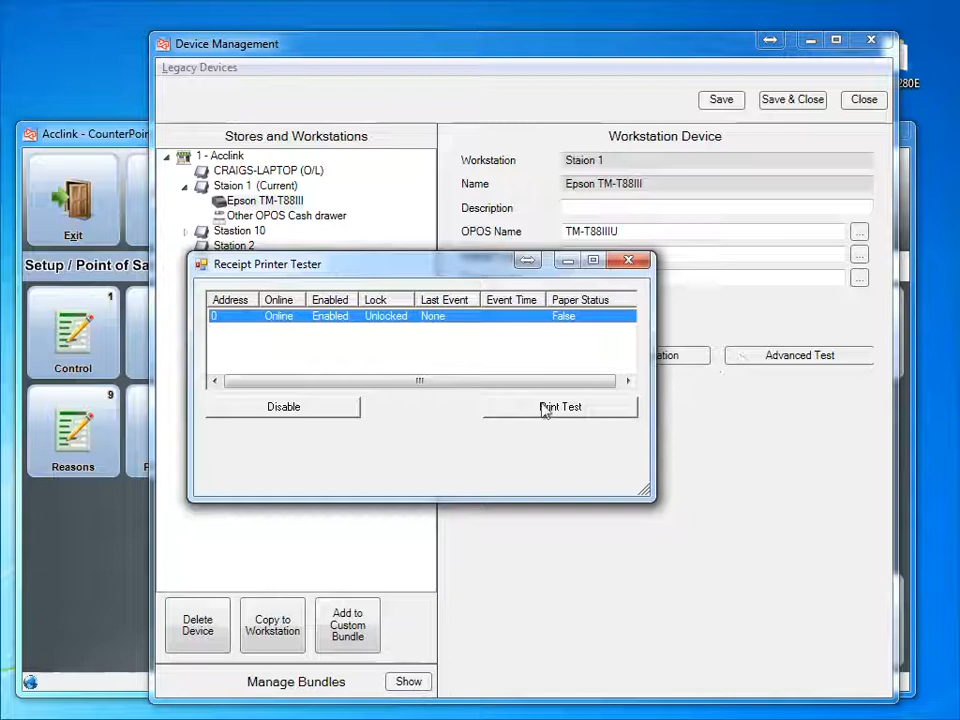 Device Management
Legacy Devices
280E
Save
Save & Close
Close
Acclink - CounterPoin
Stores and Workstations
Workstation Device
1 - Acclink
CRAIGS-LAPTOP (O/L)
Staion 1 (Current)
Epson TM-T88III
Other OPOS Cash drawer
Stastion 10
Station 2
Workstation
Staion 1
Name
Epson TM-T88III
Description
OPOS Name
TM-T88IIIU
...
...
...
Exit
Setup / Point of Sa
1
Control
9
Reasons
Receipt Printer Tester
Address
Online
Enabled
Lock
Last Event
Event Time
Paper Status
0
Online
Enabled
Unlocked
None
False
Disable
Print Test
ation
Advanced Test
Delete
Device
Copy to
Workstation
Add to
Custom
Bundle
Manage Bundles
Show